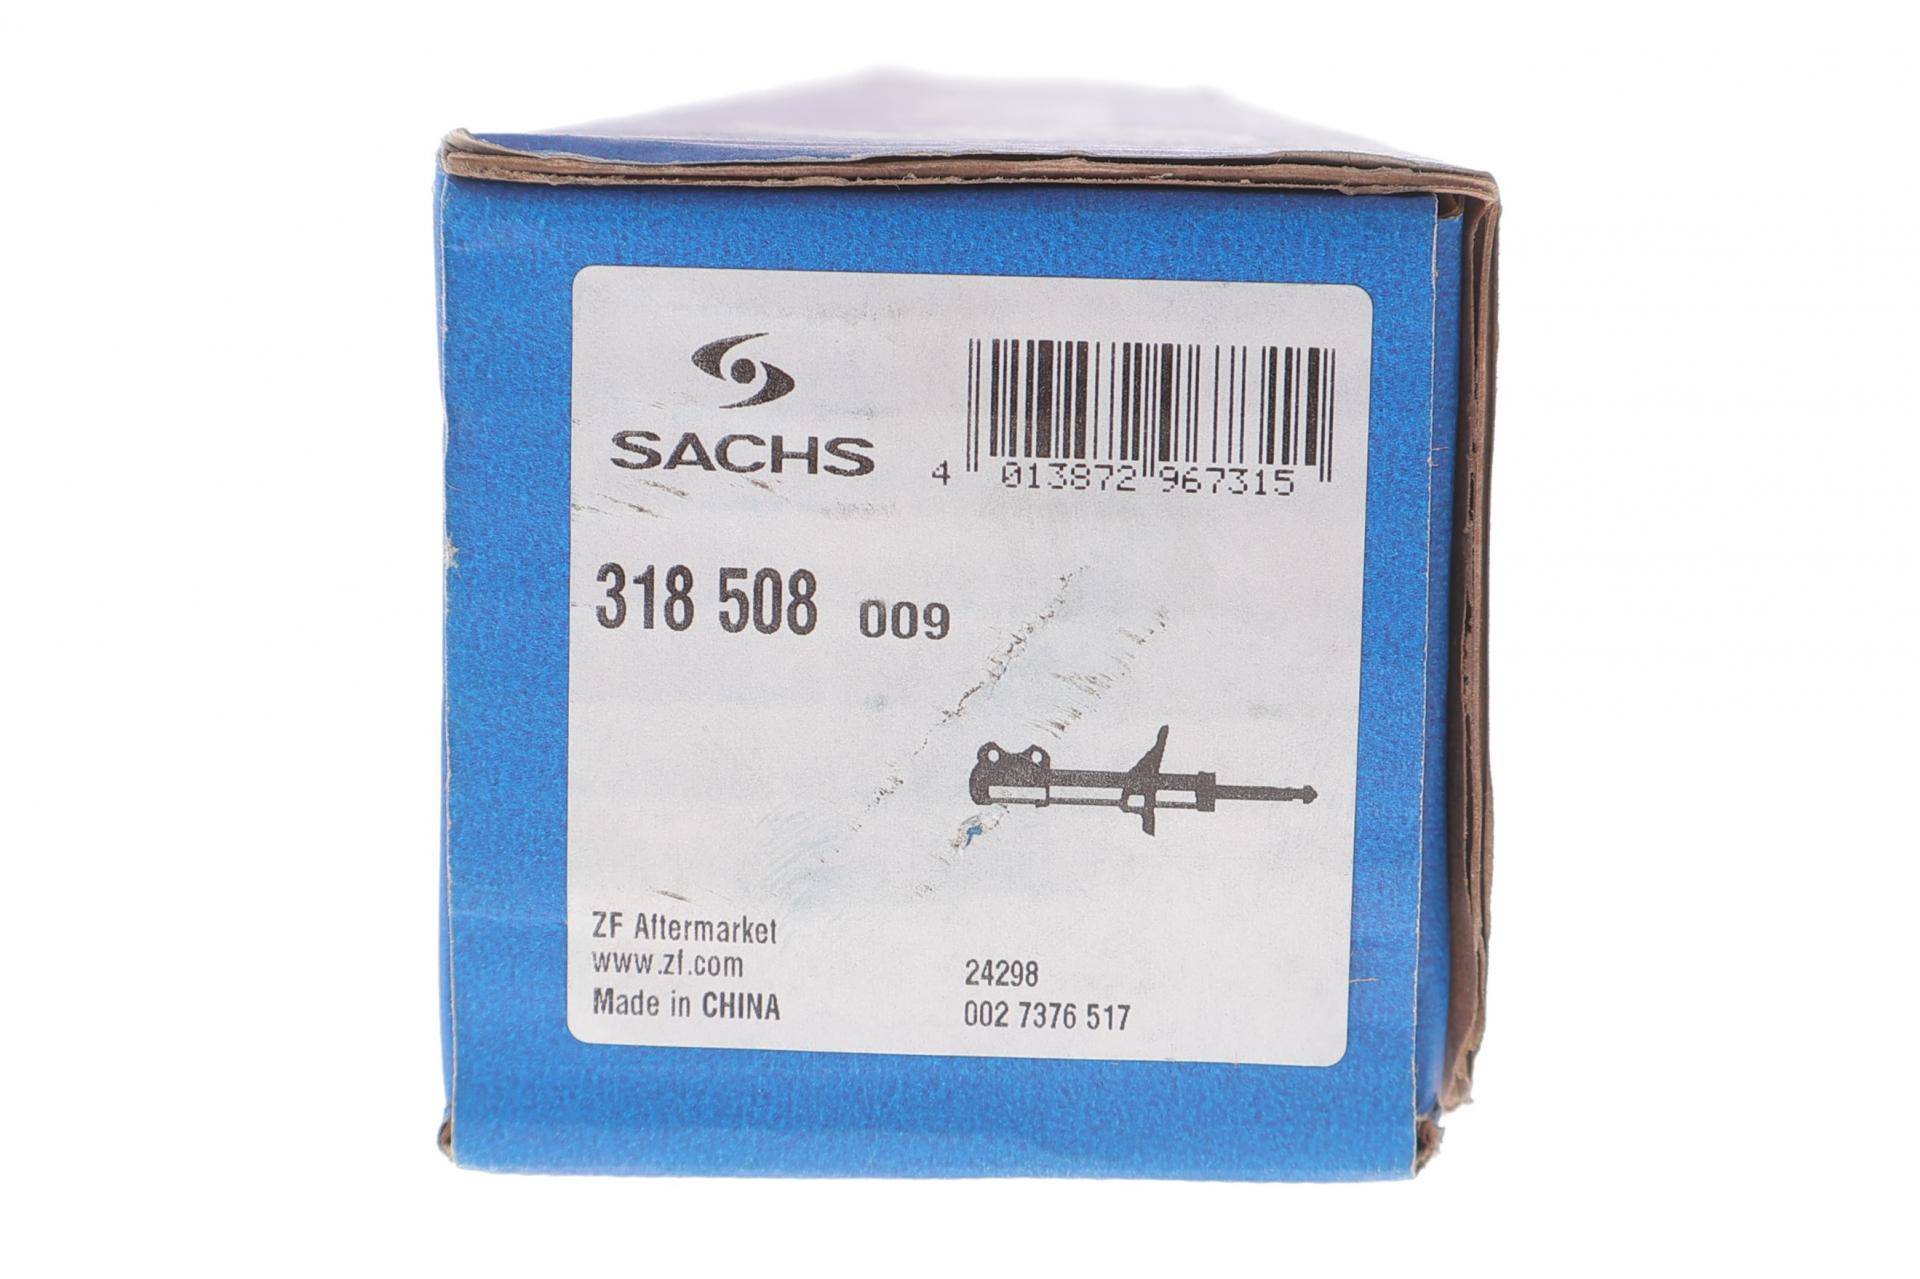 SACHS
4 013872 967315
318 508 009
ZF Aftermarket
www.zf.com
Made in CHINA
24298
002 7376 517